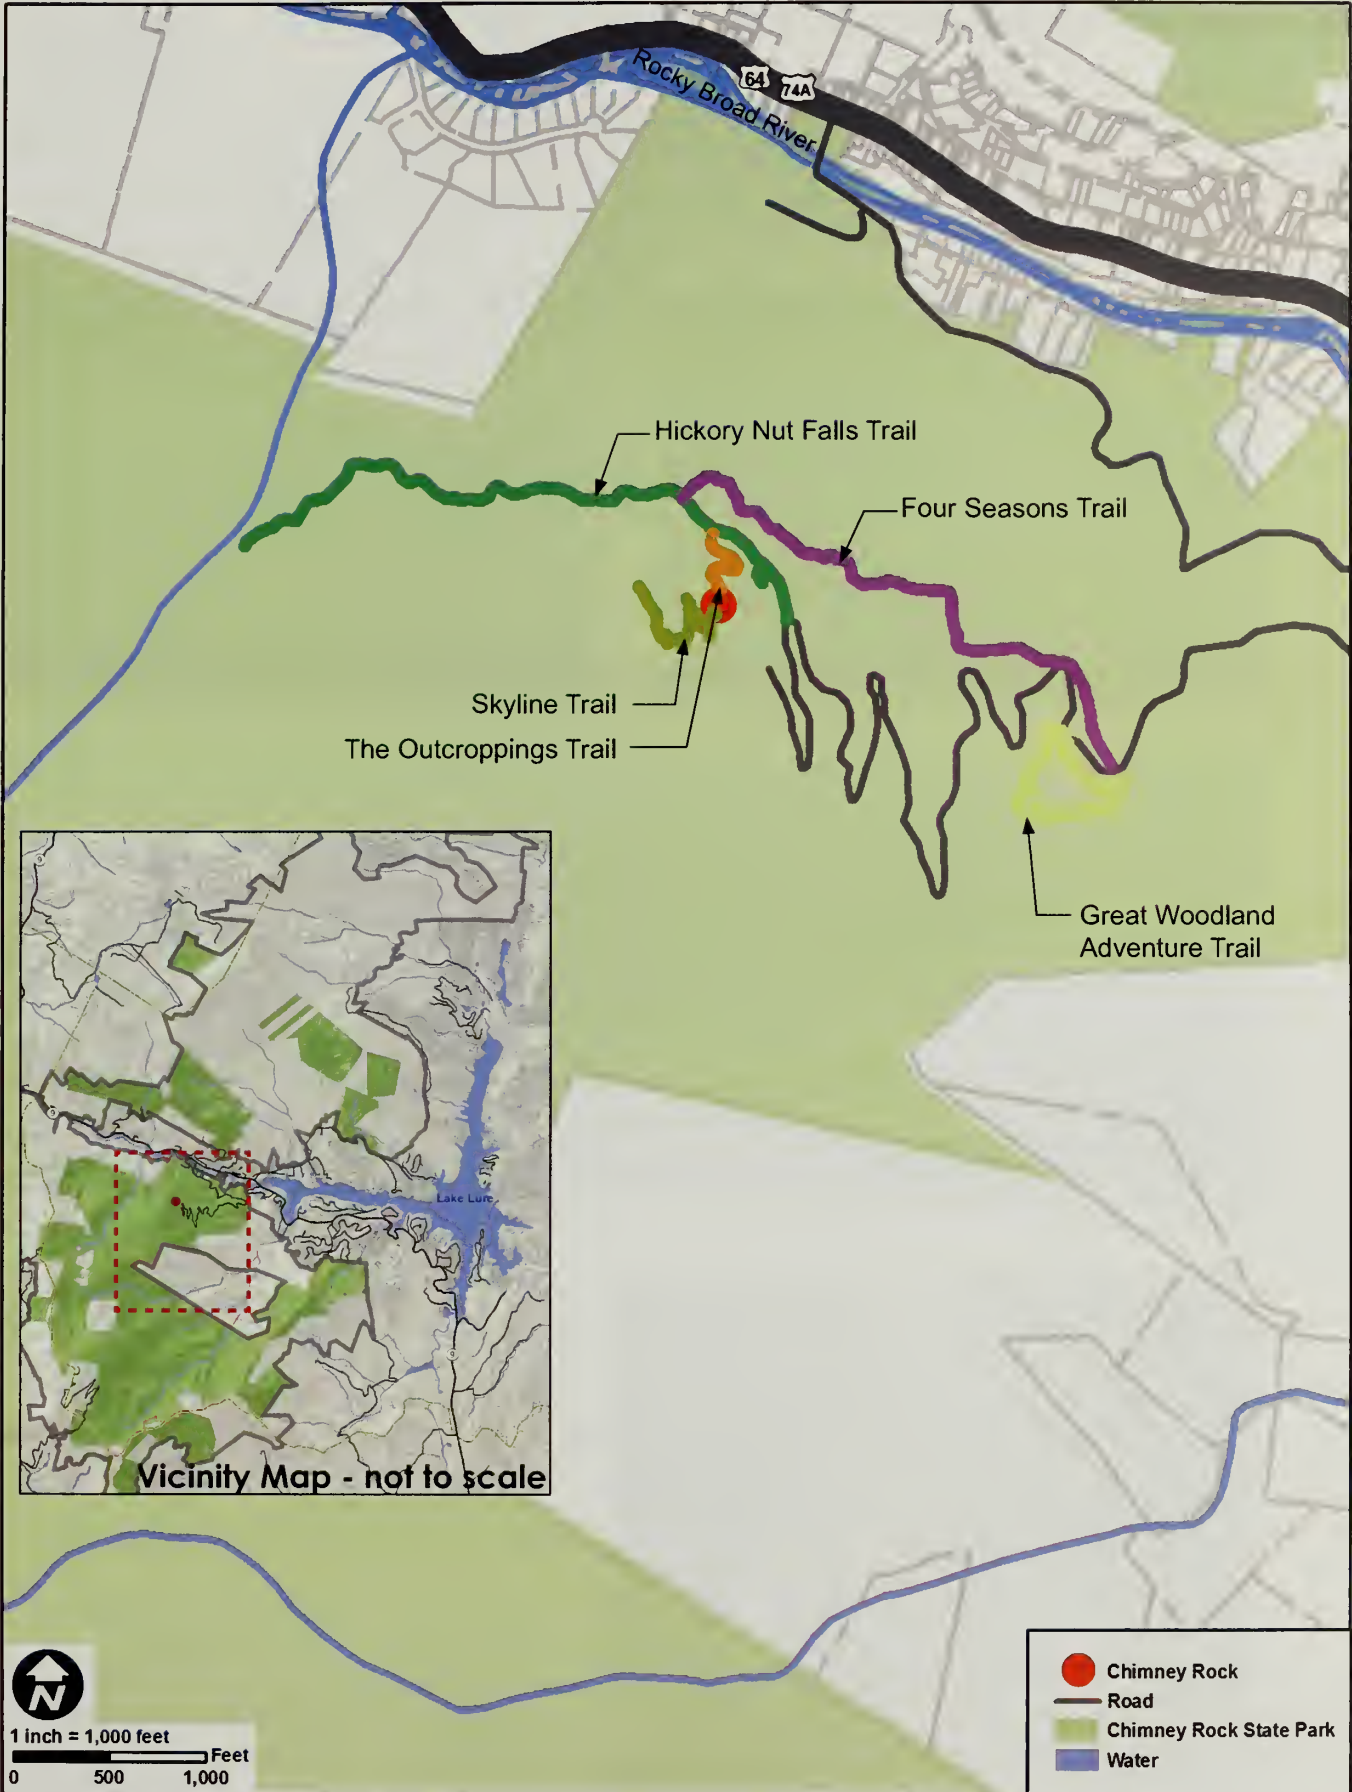 64
74A
Rocky Broad River
Hickory Nut Falls Trail
Four Seasons Trail
Skyline Trail
The Outcroppings Trail
Great Woodland
Adventure Trail
Lake Lure
Vicinity Map - not to scale
N
1 inch = 1,000 feet
Feet
0 500 1,000
Chimney Rock
Road
Chimney Rock State Park
Water